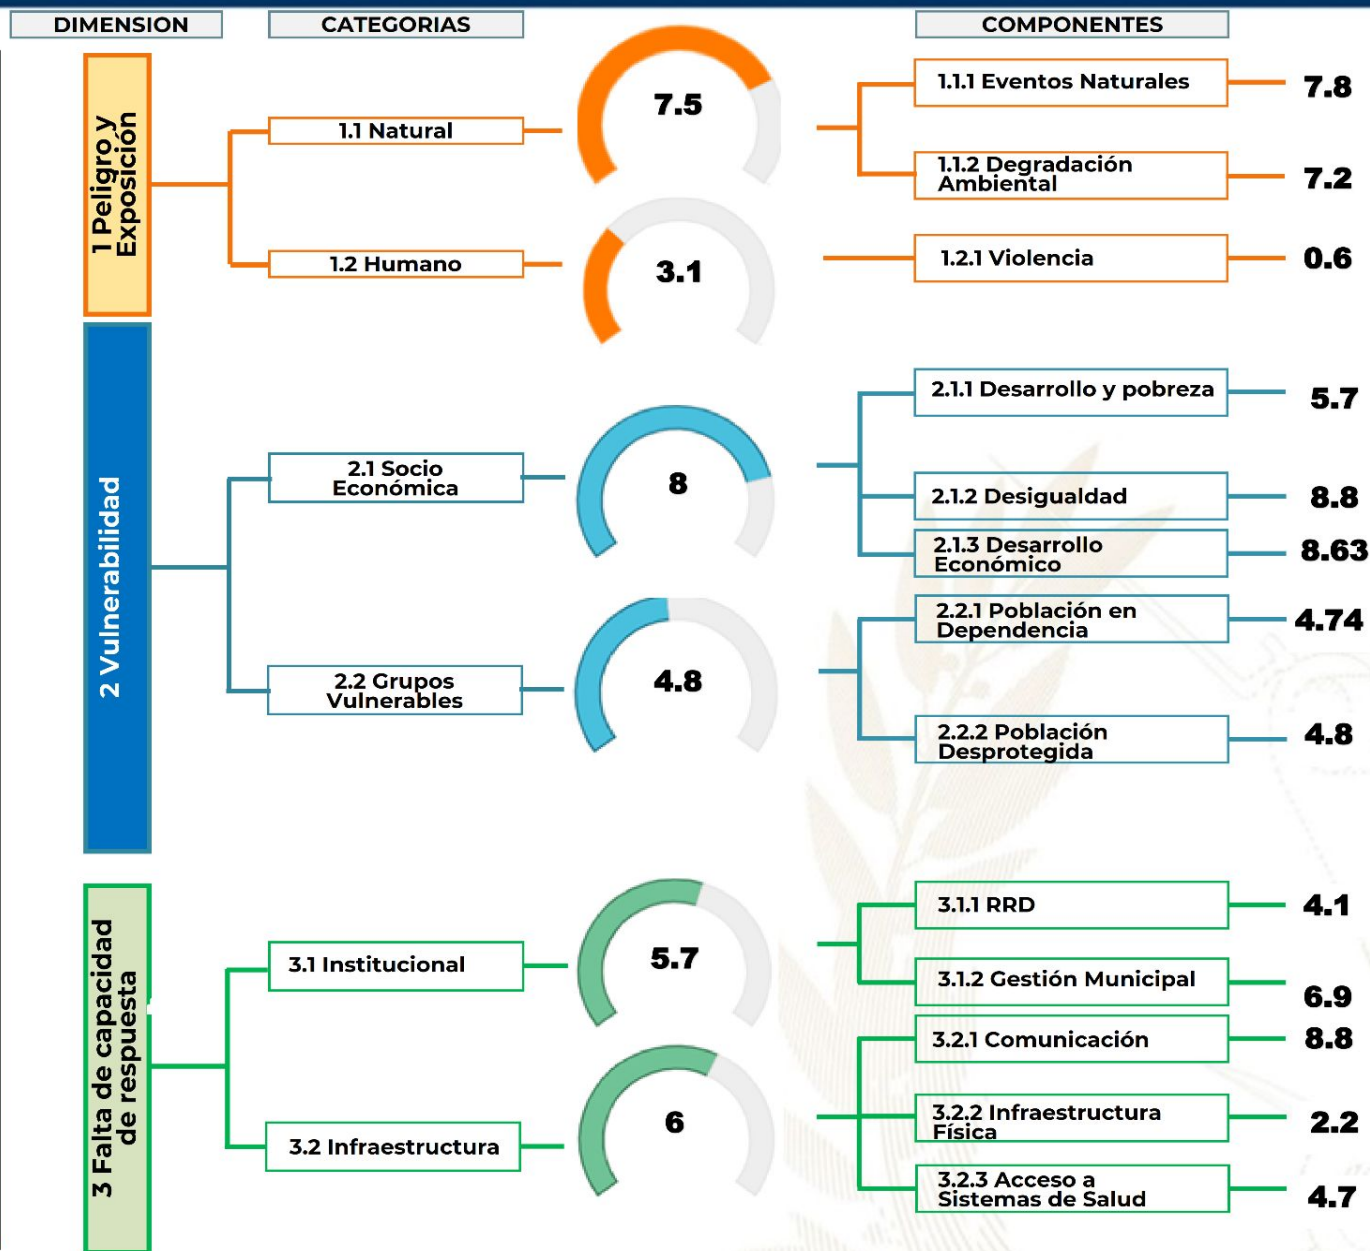 DIMENSION
CATEGORIAS
COMPONENTES
1 Peligro y
Exposición
1.1 Natural
7.5
1.1.1 Eventos Naturales
7.8
1.1.2 Degradación
Ambiental
7.2
1.2 Humano
3.1
1.2.1 Violencia
0.6
2 Vulnerabilidad
2.1 Socio
Económica
8
2.1.1 Desarrollo y pobreza
5.7
2.1.2 Desigualdad
8.8
2.1.3 Desarrollo
Económico
8.63
2.2 Grupos
Vulnerables
4.8
2.2.1 Población en
Dependencia
4.74
2.2.2 Población
Desprotegida
4.8
3 Falta de capacidad
de respuesta
3.1 Institucional
5.7
3.1.1 RRD
4.1
3.1.2 Gestión Municipal
6.9
3.2 Infraestructura
6
3.2.1 Comunicación
8.8
3.2.2 Infraestructura
Física
2.2
3.2.3 Acceso a
Sistemas de Salud
4.7